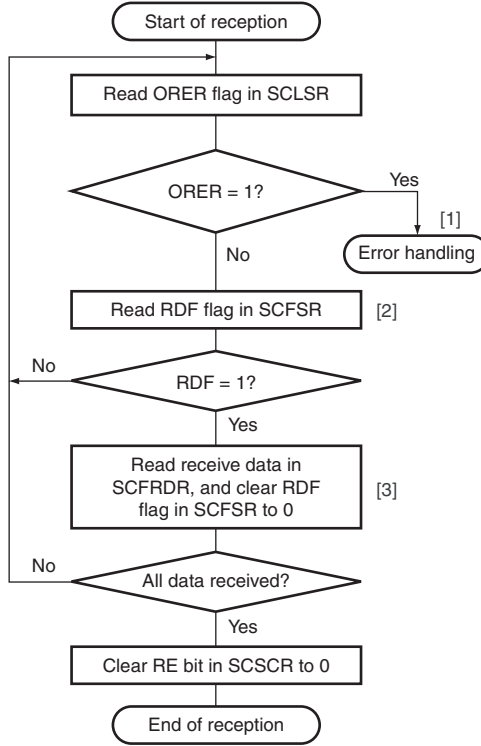 Start of reception
Read ORER flag in SCLSR
ORER = 1?
Yes
[1]
Error handling
No
Read RDF flag in SCFSR
[2]
No
RDF = 1?
Yes
Read receive data in
SCFRDR, and clear RDF
flag in SCFSR to 0
[3]
No
All data received?
Yes
Clear RE bit in SCSCR to 0
End of reception